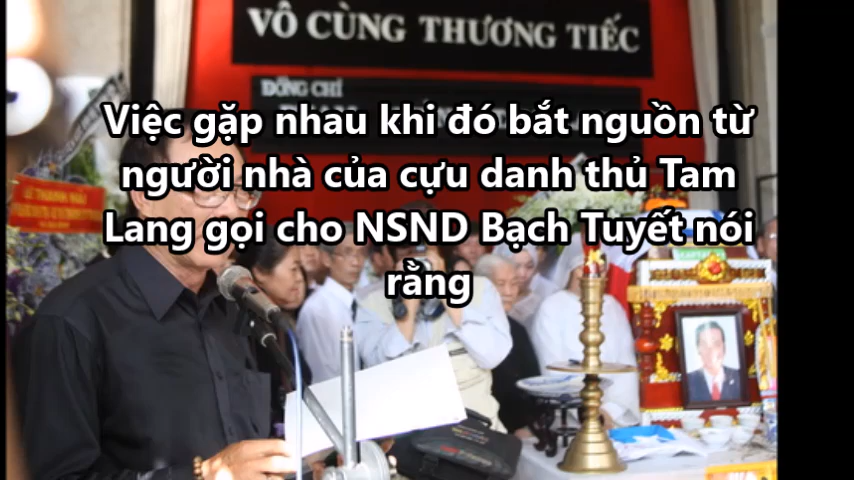 VÔ CÙNG THƯƠNG TIẾC
ĐỒNG CHÍ
Việc gặp nhau khi đó bắt nguồn từ
người nhà của cựu danh thủ Tam
Lang gọi cho NSND Bạch Tuyết nói
rằng